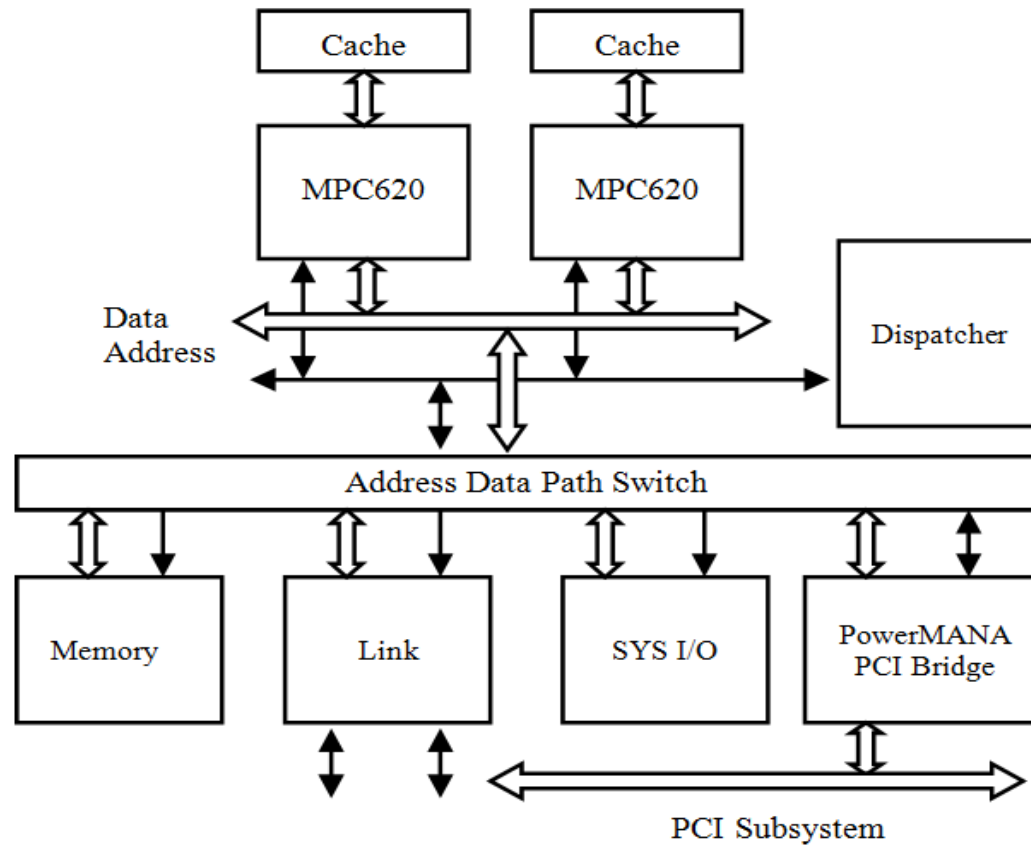 Cache
Cache
MPC620
MPC620
Data
Address
Dispatcher
Address Data Path Switch
Memory
Link
SYS I/O
PowerMANA
PCI Bridge
PCI Subsystem